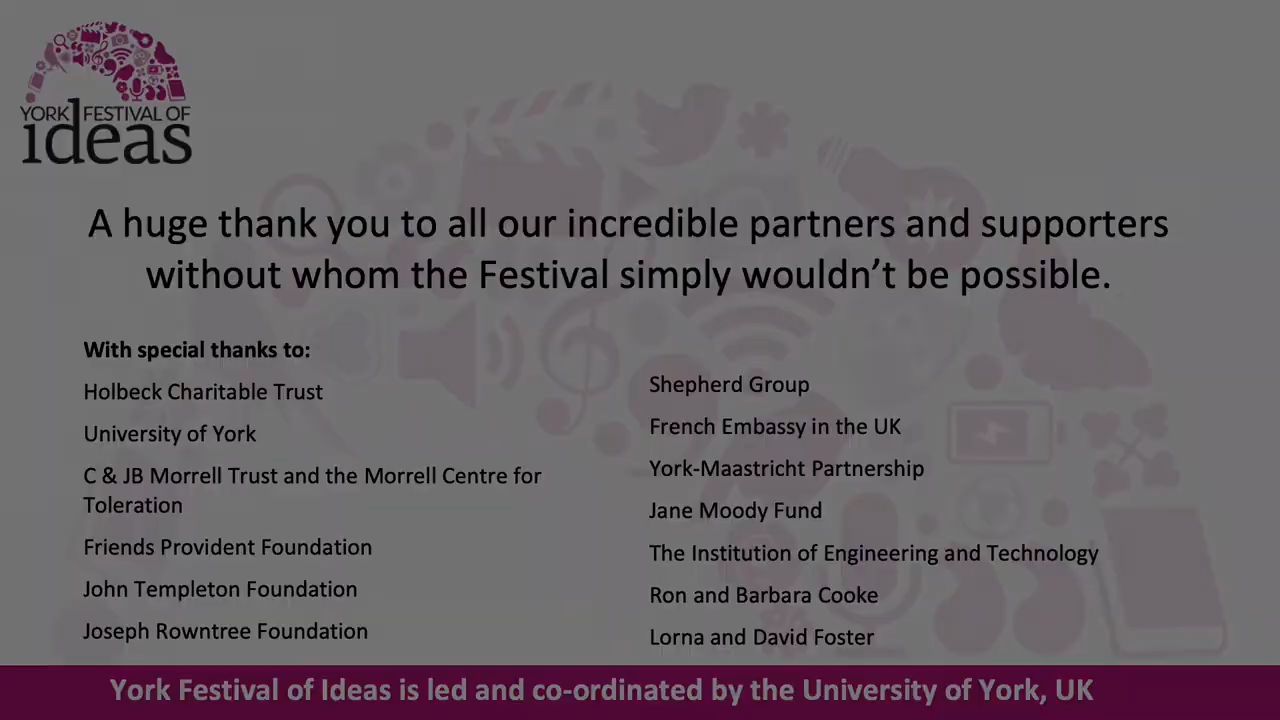 YORK FESTIVAL OF
ideas
A huge thank you to all our incredible partners and supporters
without whom the Festival simply wouldn’t be possible.
With special thanks to:
Holbeck Charitable Trust
University of York
C & JB Morrell Trust and the Morrell Centre for
Toleration
Friends Provident Foundation
John Templeton Foundation
Joseph Rowntree Foundation
Shepherd Group
French Embassy in the UK
York-Maastricht Partnership
Jane Moody Fund
The Institution of Engineering and Technology
Ron and Barbara Cooke
Lorna and David Foster
York Festival of Ideas is led and co-ordinated by the University of York, UK